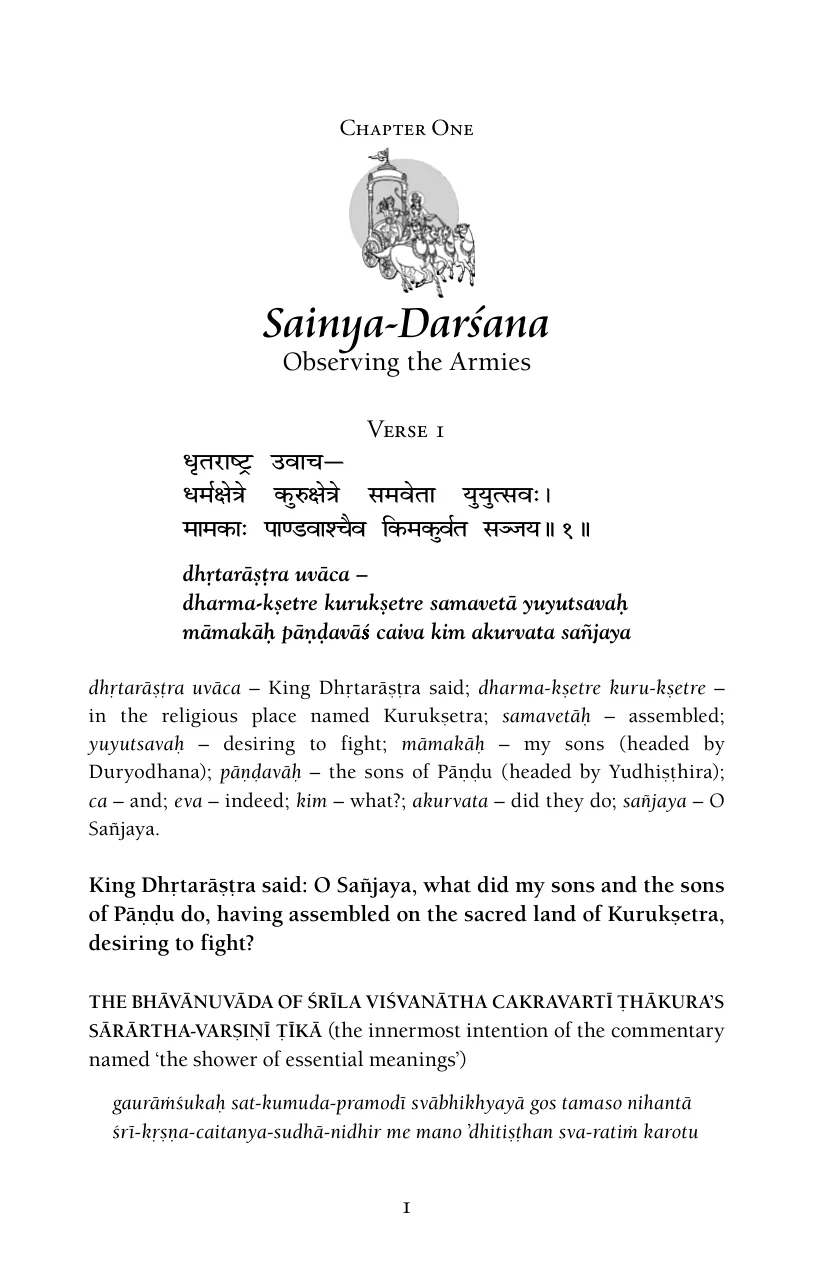 Chapter One
Sainya-Darśana
Observing the Armies
Verse 1
धृतराष्ट्र उवाच—
धर्मक्षेत्रे कुरुक्षेत्रे समवेता युयुत्सवः।
मामकाः पाण्डवाश्चैव किमकुर्वत सञ्जय॥ १ ॥
dhṛtarāṣṭra uvāca –
dharma-kṣetre kurukṣetre samavetā yuyutsavaḥ
māmakāḥ pāṇḍavāś caiva kim akurvata sañjaya
dhṛtarāṣṭra uvāca – King Dhṛtarāṣṭra said; dharma-kṣetre kuru-kṣetre –
in the religious place named Kurukṣetra; samavetāḥ – assembled;
yuyutsavaḥ – desiring to fight; māmakāḥ – my sons (headed by
Duryodhana); pāṇḍavāḥ – the sons of Pāṇḍu (headed by Yudhiṣṭhira);
ca – and; eva – indeed; kim – what?; akurvata – did they do; sañjaya – O
Sañjaya.
King Dhṛtarāṣṭra said: O Sañjaya, what did my sons and the sons
of Pāṇḍu do, having assembled on the sacred land of Kurukṣetra,
desiring to fight?
THE BHĀVĀNUVĀDA OF ŚRĪLA VIŚVANĀTHA CAKRAVARTĪ ṬHĀKURA'S
SĀRĀRTHA-VARṢIṆĪ ṬĪKĀ (the innermost intention of the commentary
named 'the shower of essential meanings')
gaurāṁśukaḥ sat-kumuda-pramodī svābhikhyayā gos tamaso nihantā
śrī-kṛṣṇa-caitanya-sudhā-nidhir me mano 'dhitiṣṭhan sva-ratiṁ karotu
1